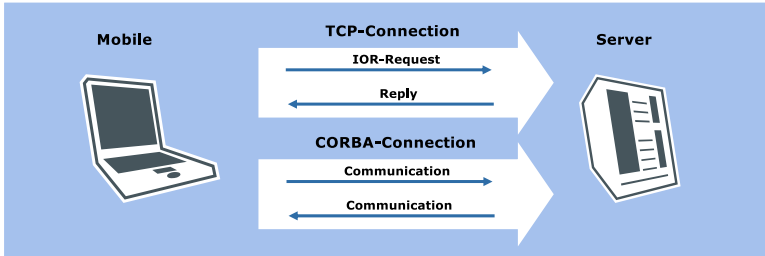 TCP-Connection
Mobile
Server
IOR-Request
Reply
CORBA-Connection
Communication
Communication